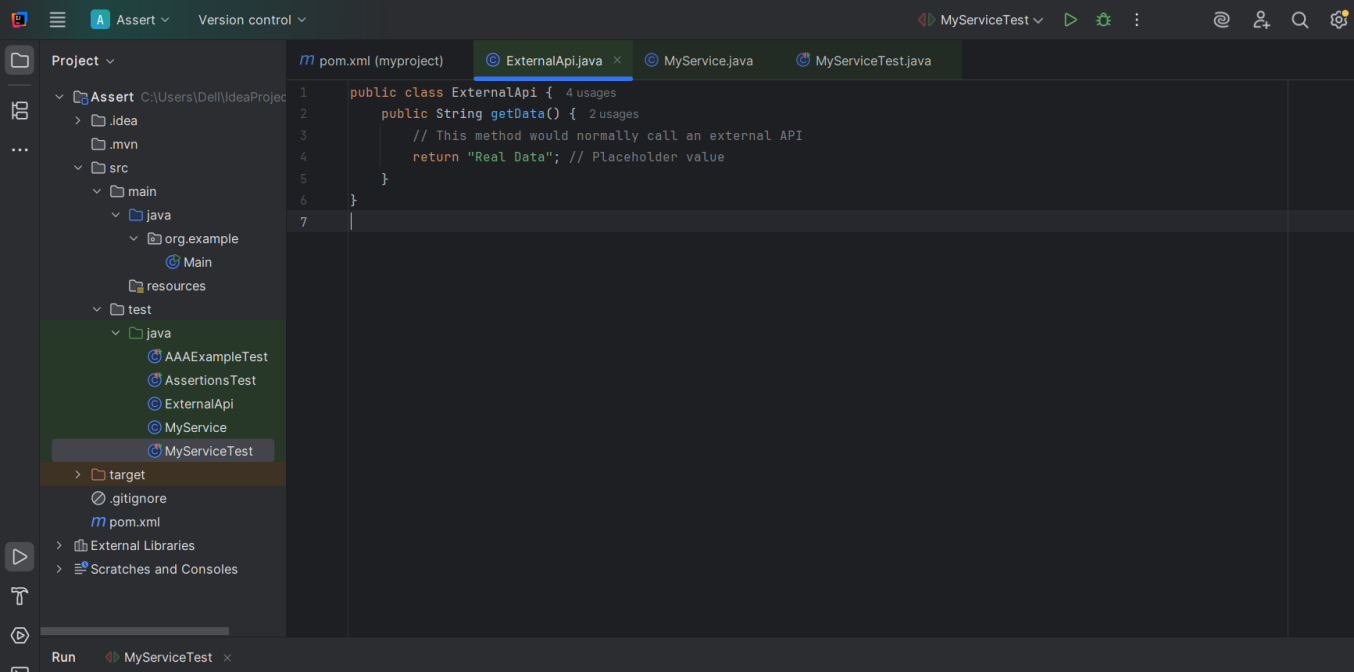 A Assert Version control MyServiceTest
Project
pom.xml (myproject) ExternalApi.java MyService.java MyServiceTest.java
Assert C:\Users\Dell\IdeaProjec
.idea
.mvn
src
main
java
org.example
Main
resources
test
java
AAAExampleTest
AssertionsTest
ExternalApi
MyService
MyServiceTest
target
.gitignore
pom.xml
External Libraries
Scratches and Consoles
1 public class ExternalApi { 4 usages
2 public String getData() { 2 usages
3 // This method would normally call an external API
4 return "Real Data"; // Placeholder value
5 }
6 }
7
Run MyServiceTest